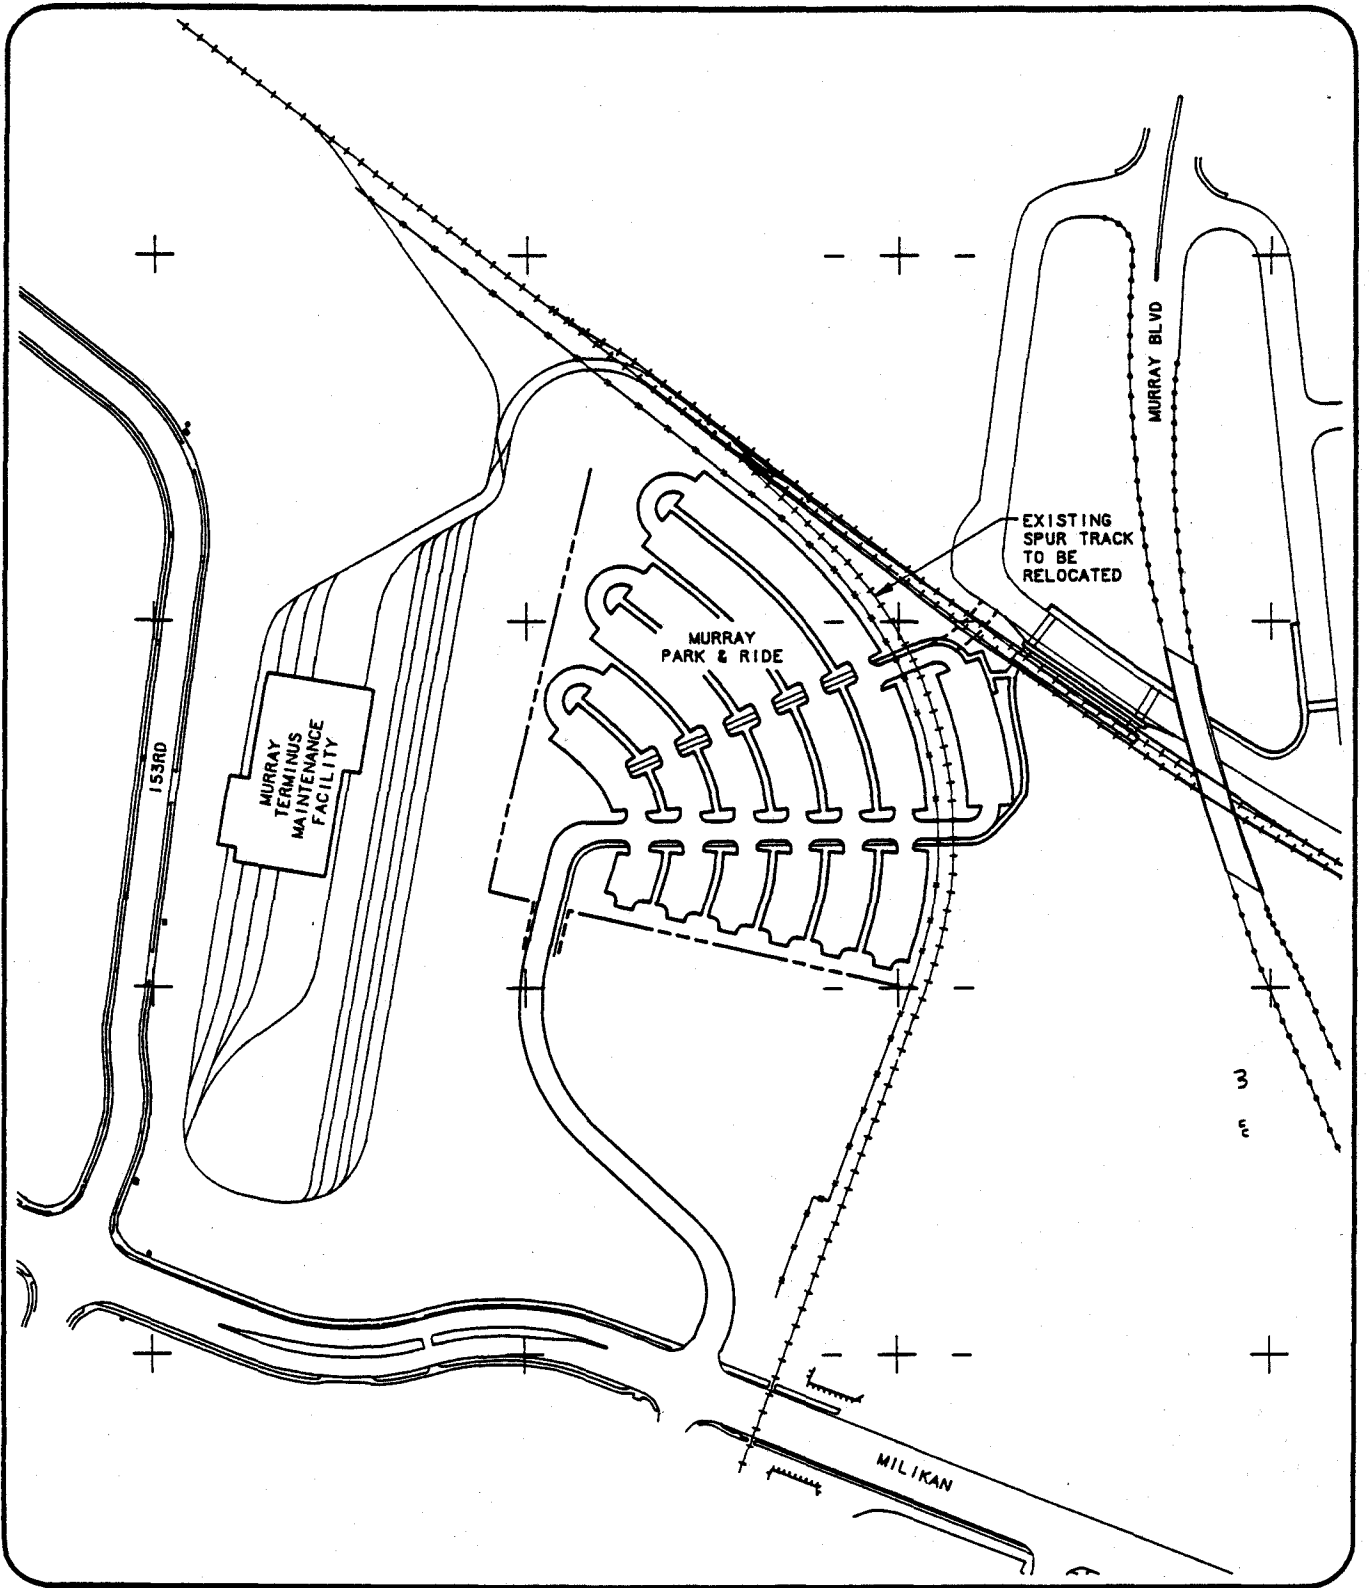 MURRAY BLVD
EXISTING
SPUR TRACK
TO BE
RELOCATED
MURRAY
PARK & RIDE
153RD
MURRAY
TERMINUS
MAINTENANCE
FACILITY
3
MILIKAN